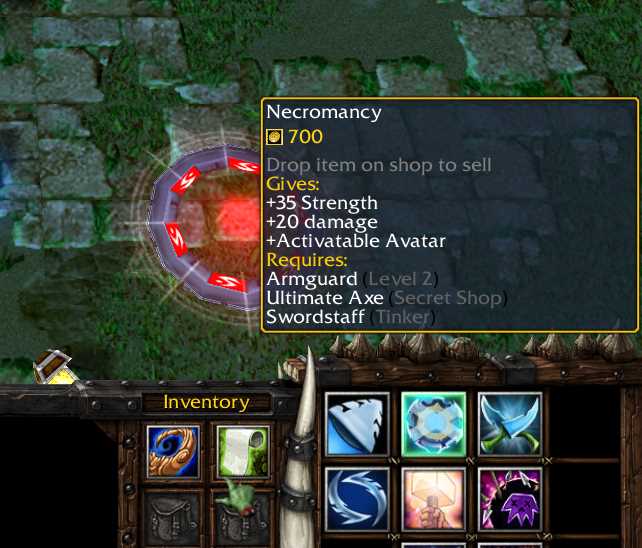 Necromancy
700
Drop item on shop to sell
Gives:
+35 Strength
+20 damage
+Activatable Avatar
Requires:
Armguard (Level 2)
Ultimate Axe (Secret Shop)
Swordstaff (Tinker)
Inventory